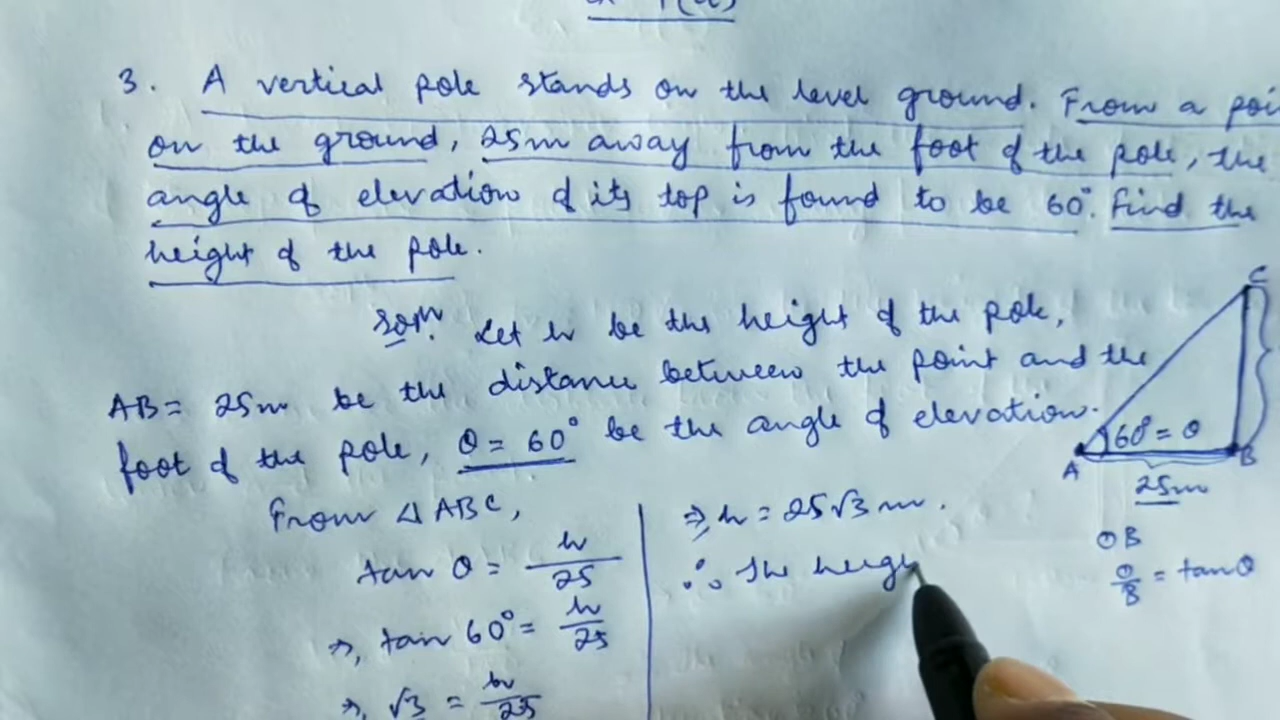 3. A vertical pole stands on the level ground. From a poi
on the ground, 25m away from the foot of the pole, the
angle of elevation of its top is found to be 60°. Find the
height of the pole.
Soln. Let h be the height of the pole,
AB = 25m be the distance between the point and the
foot of the pole, θ = 60° be the angle of elevation.
C
60° = θ
A
B
25m
From △ABC,
tan θ = h/25
⇒, tan 60° = h/25
⇒, √3 = h/25
⇒, h = 25√3 m.
∴ The heigh
OB
O/B = tanθ